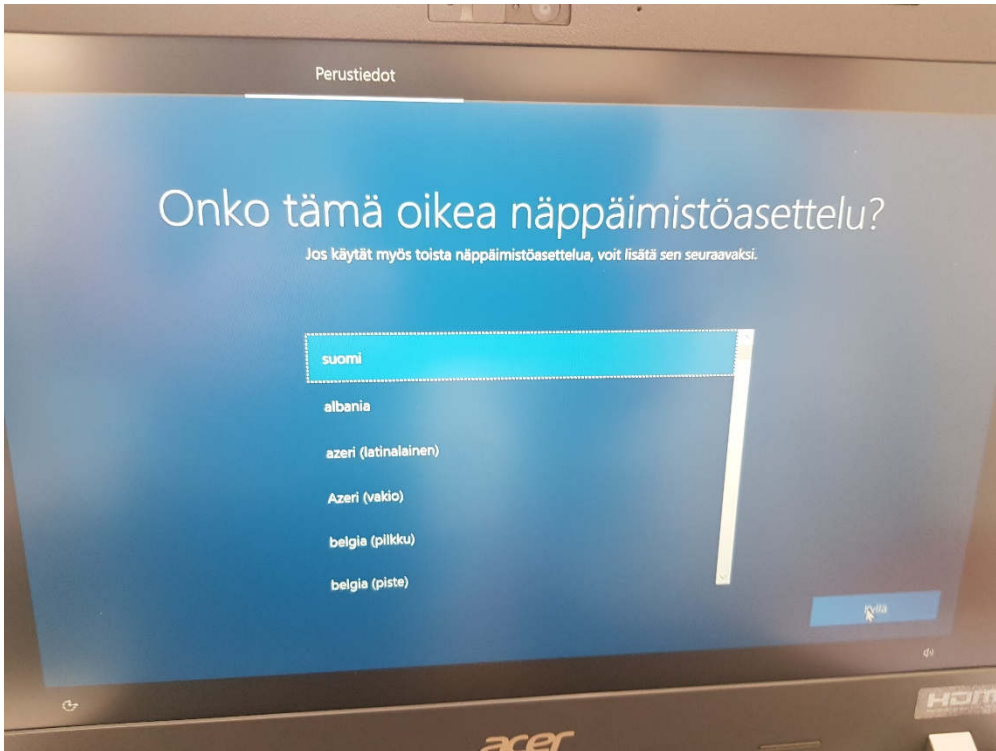 Perustiedot
Onko tämä oikea näppäimistöasettelu?
Jos käytät myös toista näppäimistöasettelua, voit lisätä sen seuraavaksi.
suomi
albania
azeri (latinalainen)
Azeri (vakio)
belgia (pilkku)
belgia (piste)
Kyllä
acer